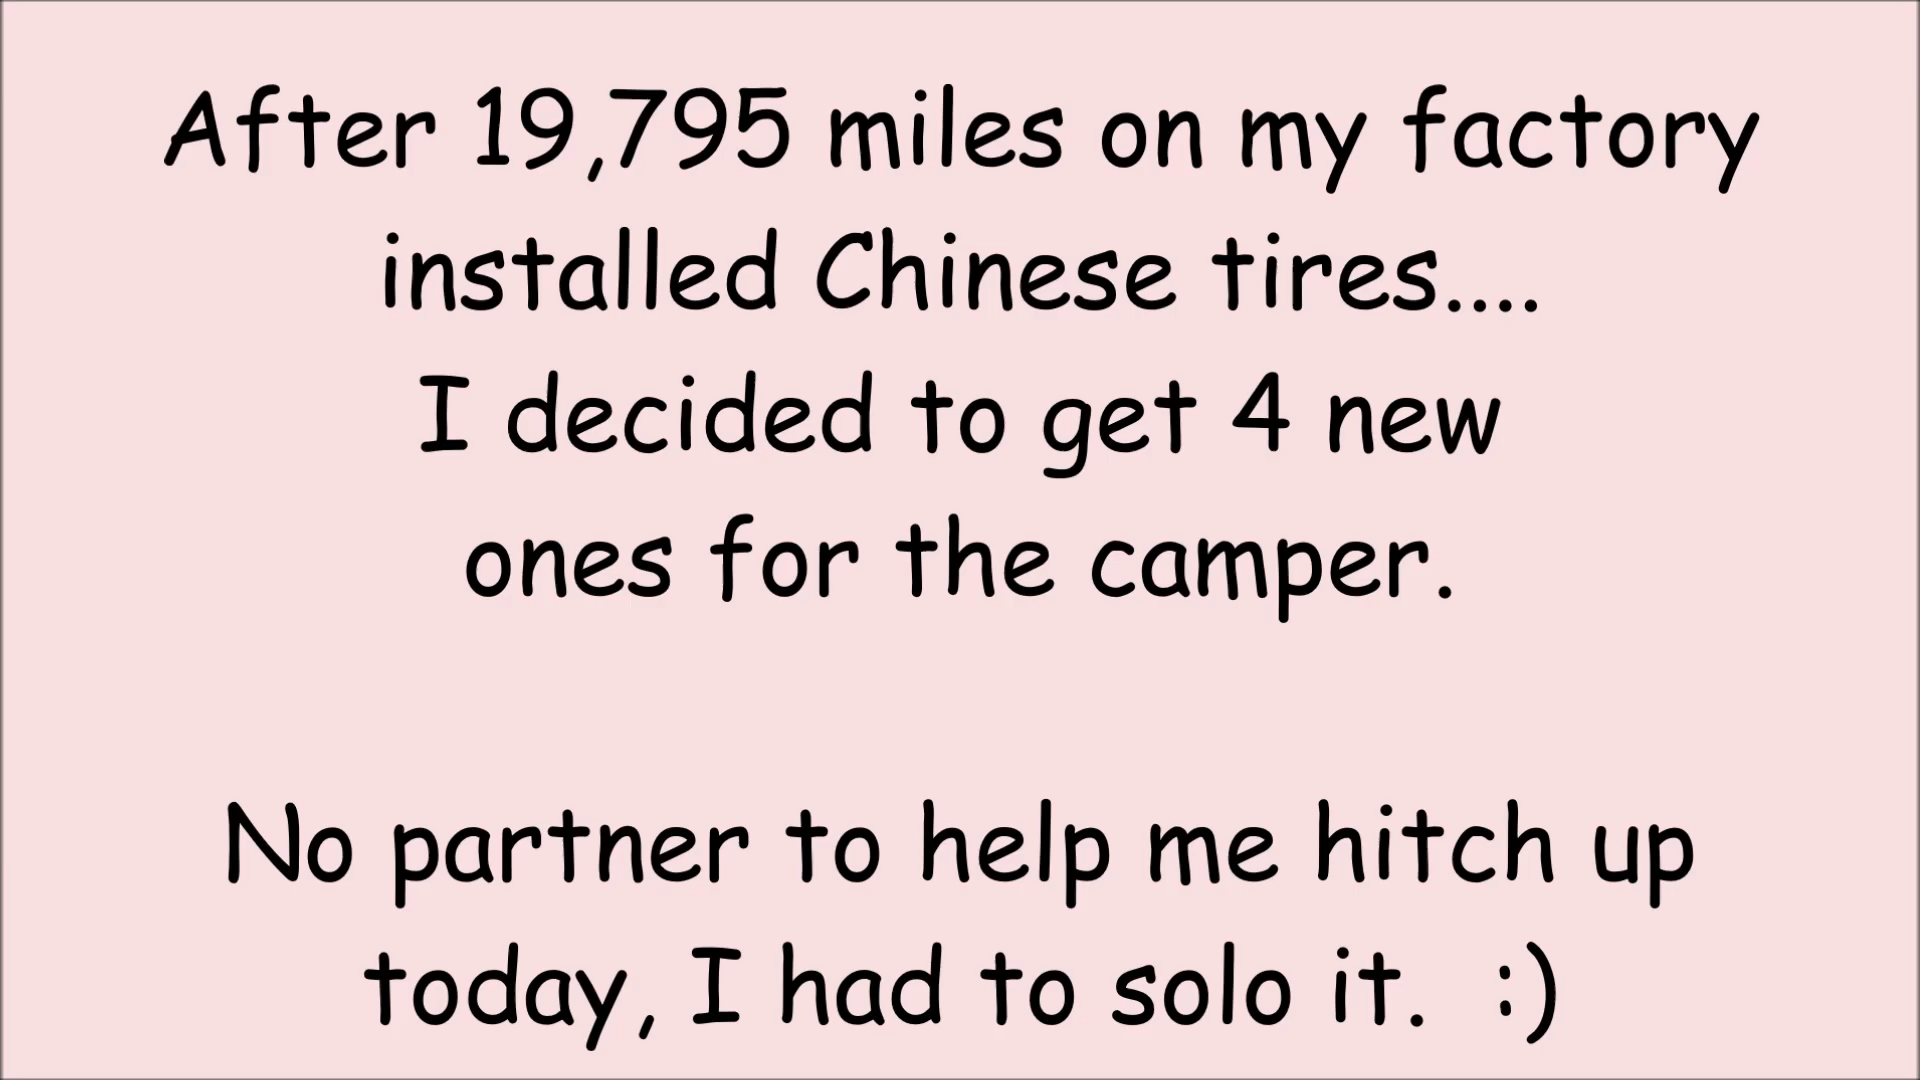 After 19,795 miles on my factory
installed Chinese tires....
I decided to get 4 new
ones for the camper.
No partner to help me hitch up
today, I had to solo it.  :)